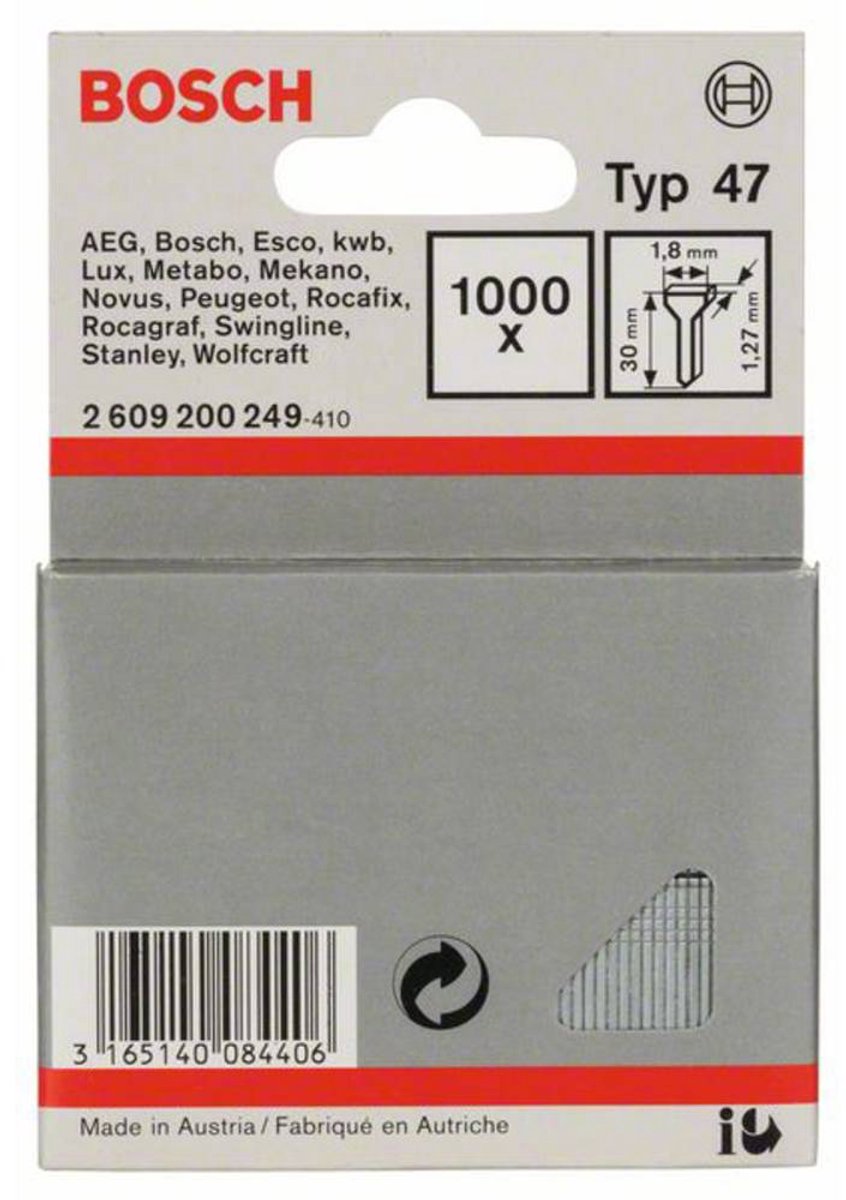 BOSCH
Typ 47
AEG, Bosch, Esco, kwb,
Lux, Metabo, Mekano,
Novus, Peugeot, Rocafix,
Rocagraf, Swingline,
Stanley, Wolfcraft
2 609 200 249-410
1000
x
1,8 mm
30 mm
1,27 mm
3 165140 084406
Made in Austria / Fabriqué en Autriche